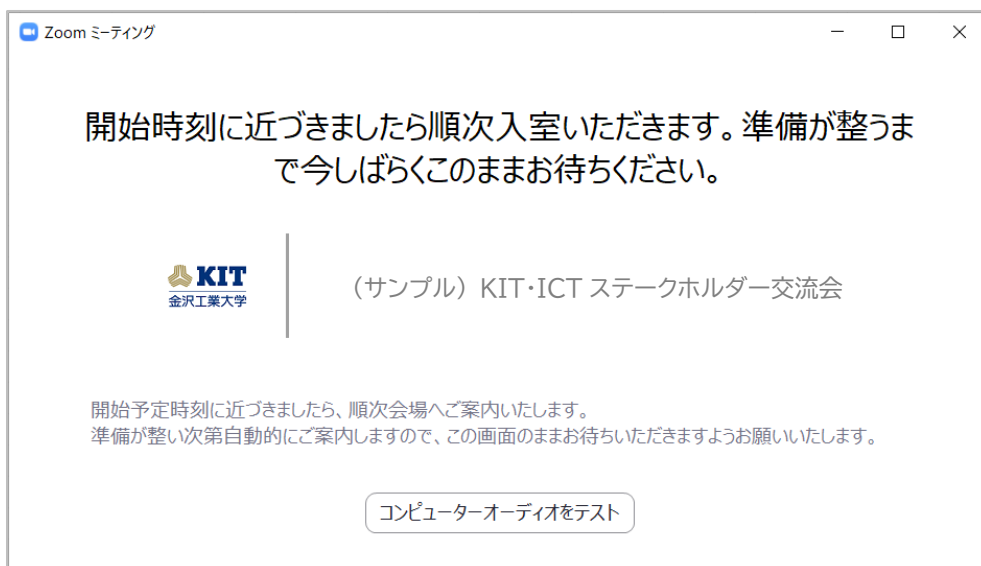 Zoom ミーティング
開始時刻に近づきましたら順次入室いただきます。準備が整うま
で今しばらくこのままお待ちください。
KIT
金沢工業大学
（サンプル）KIT・ICT ステークホルダー交流会
開始予定時刻に近づきましたら、順次会場へご案内いたします。
準備が整い次第自動的にご案内しますので、この画面のままお待ちいただきますようお願いいたします。
コンピューターオーディオをテスト